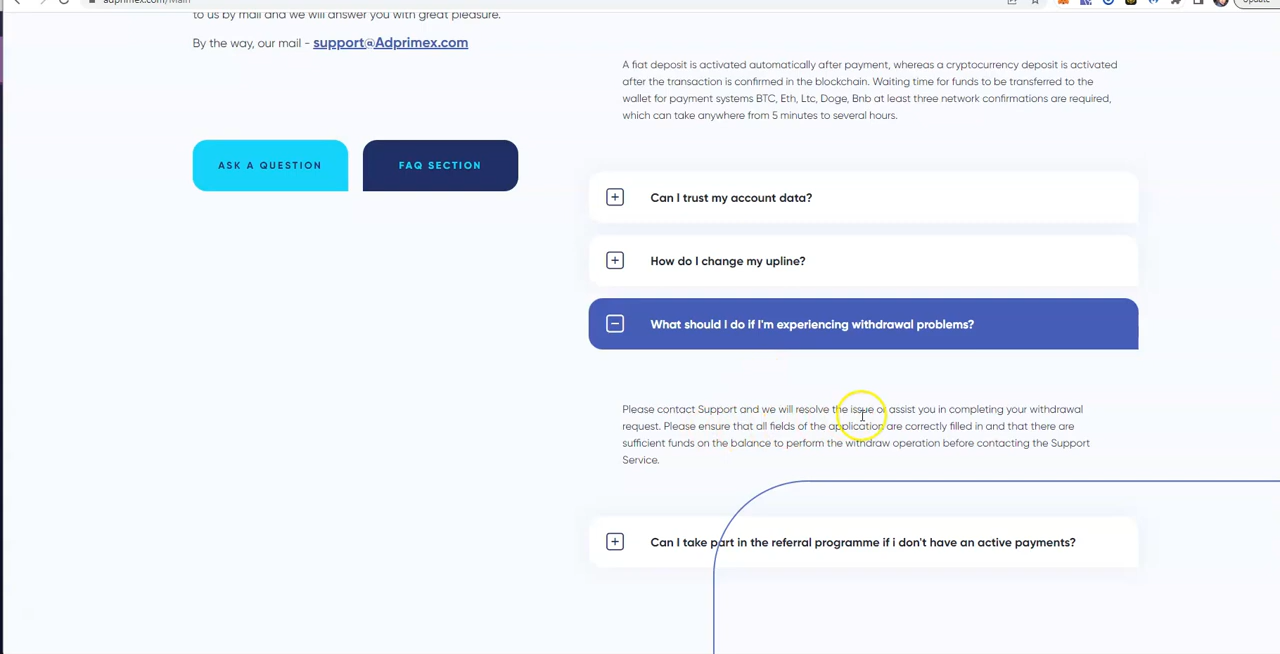 adprimex.com/Main
Update
to us by mail and we will answer you with great pleasure.
By the way, our mail - support@Adprimex.com
ASK A QUESTION
FAQ SECTION
A fiat deposit is activated automatically after payment, whereas a cryptocurrency deposit is activated
after the transaction is confirmed in the blockchain. Waiting time for funds to be transferred to the
wallet for payment systems BTC, Eth, Ltc, Doge, Bnb at least three network confirmations are required,
which can take anywhere from 5 minutes to several hours.
Can I trust my account data?
How do I change my upline?
What should I do if I'm experiencing withdrawal problems?
Please contact Support and we will resolve the issue or assist you in completing your withdrawal
request. Please ensure that all fields of the application are correctly filled in and that there are
sufficient funds on the balance to perform the withdraw operation before contacting the Support
Service.
Can I take part in the referral programme if i don't have an active payments?